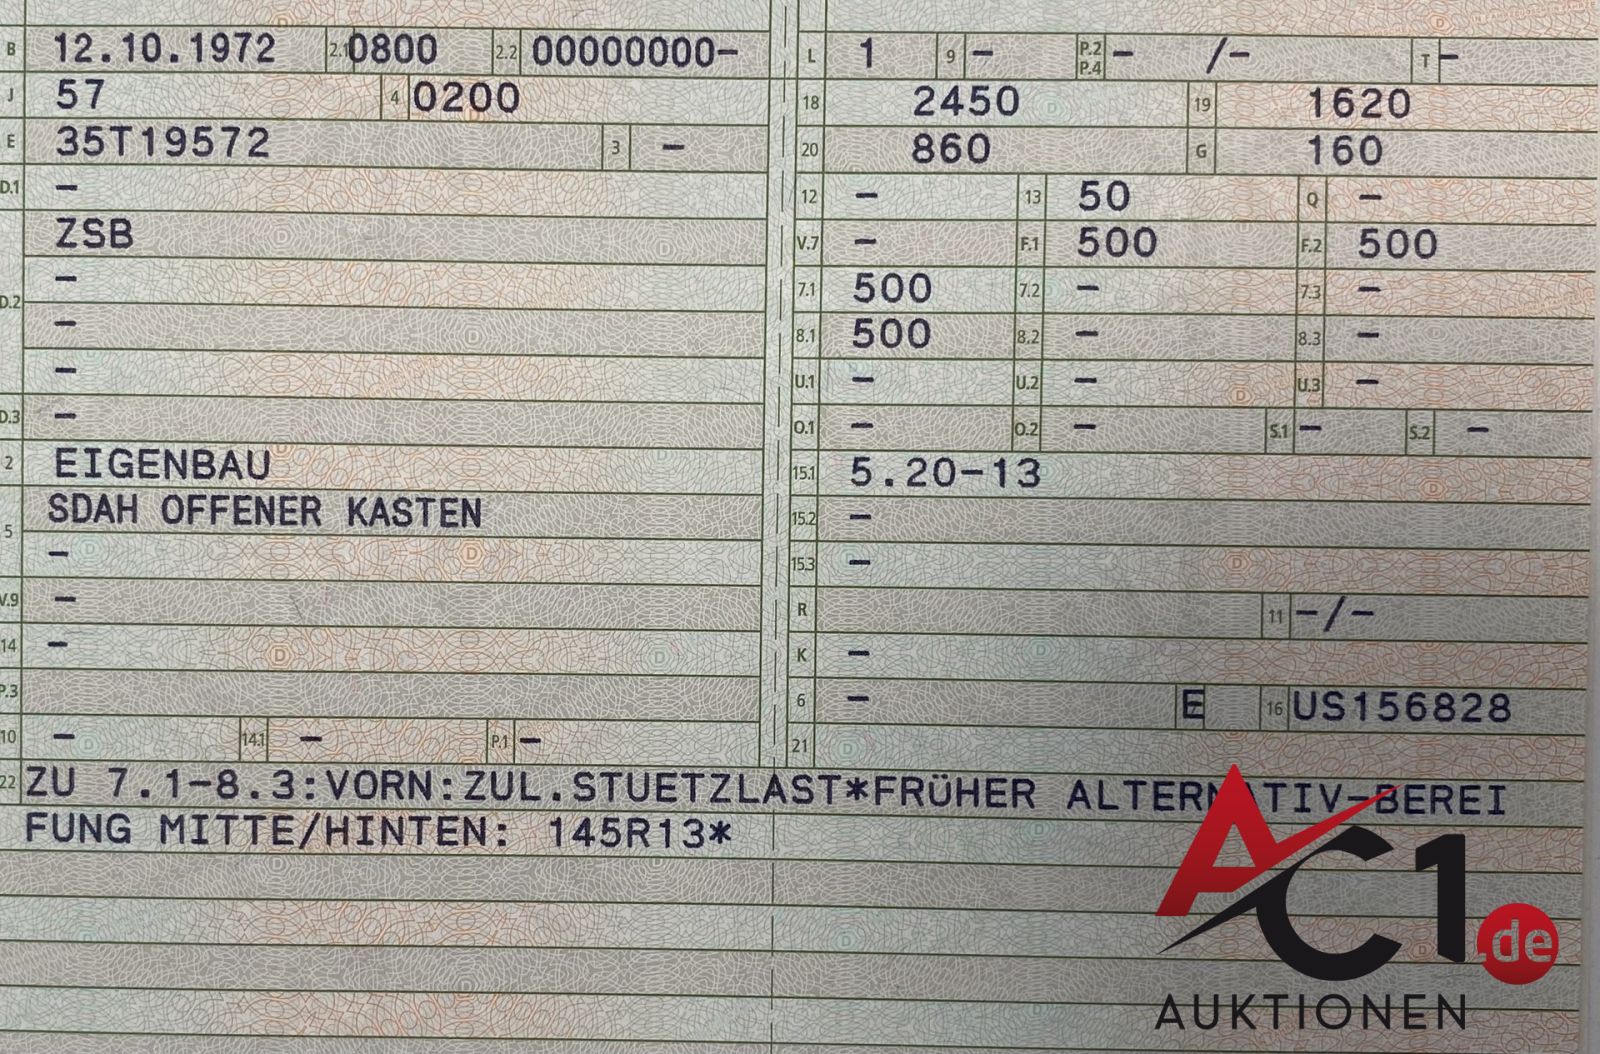 B 12.10.1972 2.1 0800 2.2 00000000-
J 57 4 0200
E 35T19572 3 -
D.1 -
ZSB
-
D.2
-
-
D.3 -
2 EIGENBAU
SDAH OFFENER KASTEN
5
-
V.9 -
14 -
P.3
10 - 14.1 - P.1 -
L 1 9 - P.2 P.4 - /- T -
18 2450 19 1620
20 860 G 160
12 - 13 50 Q -
V.7 - F.1 500 F.2 500
7.1 500 7.2 - 7.3 -
8.1 500 8.2 - 8.3 -
U.1 - U.2 - U.3 -
O.1 - O.2 - S.1 - S.2 -
15.1 5.20-13
15.2 -
15.3 -
R 11 -/-
K -
6 - E 16 US156828
21
22 ZU 7.1-8.3:VORN:ZUL.STUETZLAST*FRÜHER ALTERNATIV-BEREI
FUNG MITTE/HINTEN: 145R13*
AC1.de
AUKTIONEN